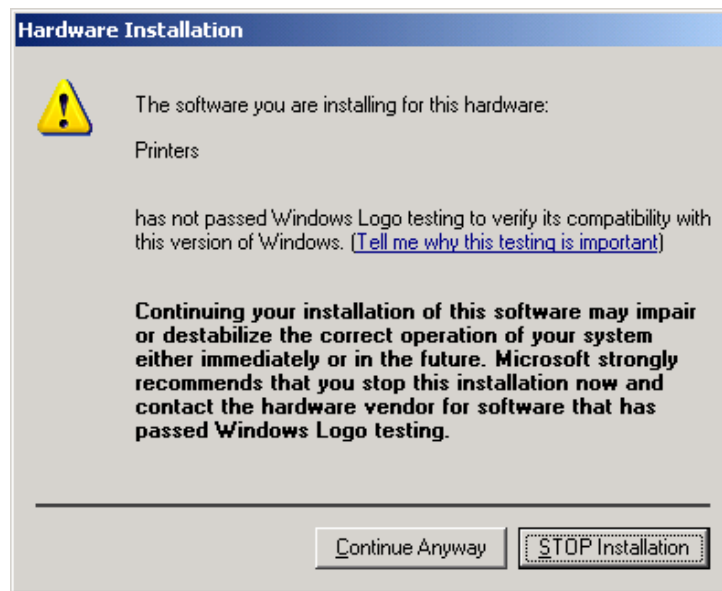 Hardware Installation
The software you are installing for this hardware:
Printers
has not passed Windows Logo testing to verify its compatibility with
this version of Windows. (Tell me why this testing is important)
Continuing your installation of this software may impair
or destabilize the correct operation of your system
either immediately or in the future. Microsoft strongly
recommends that you stop this installation now and
contact the hardware vendor for software that has
passed Windows Logo testing.
Continue Anyway
STOP Installation